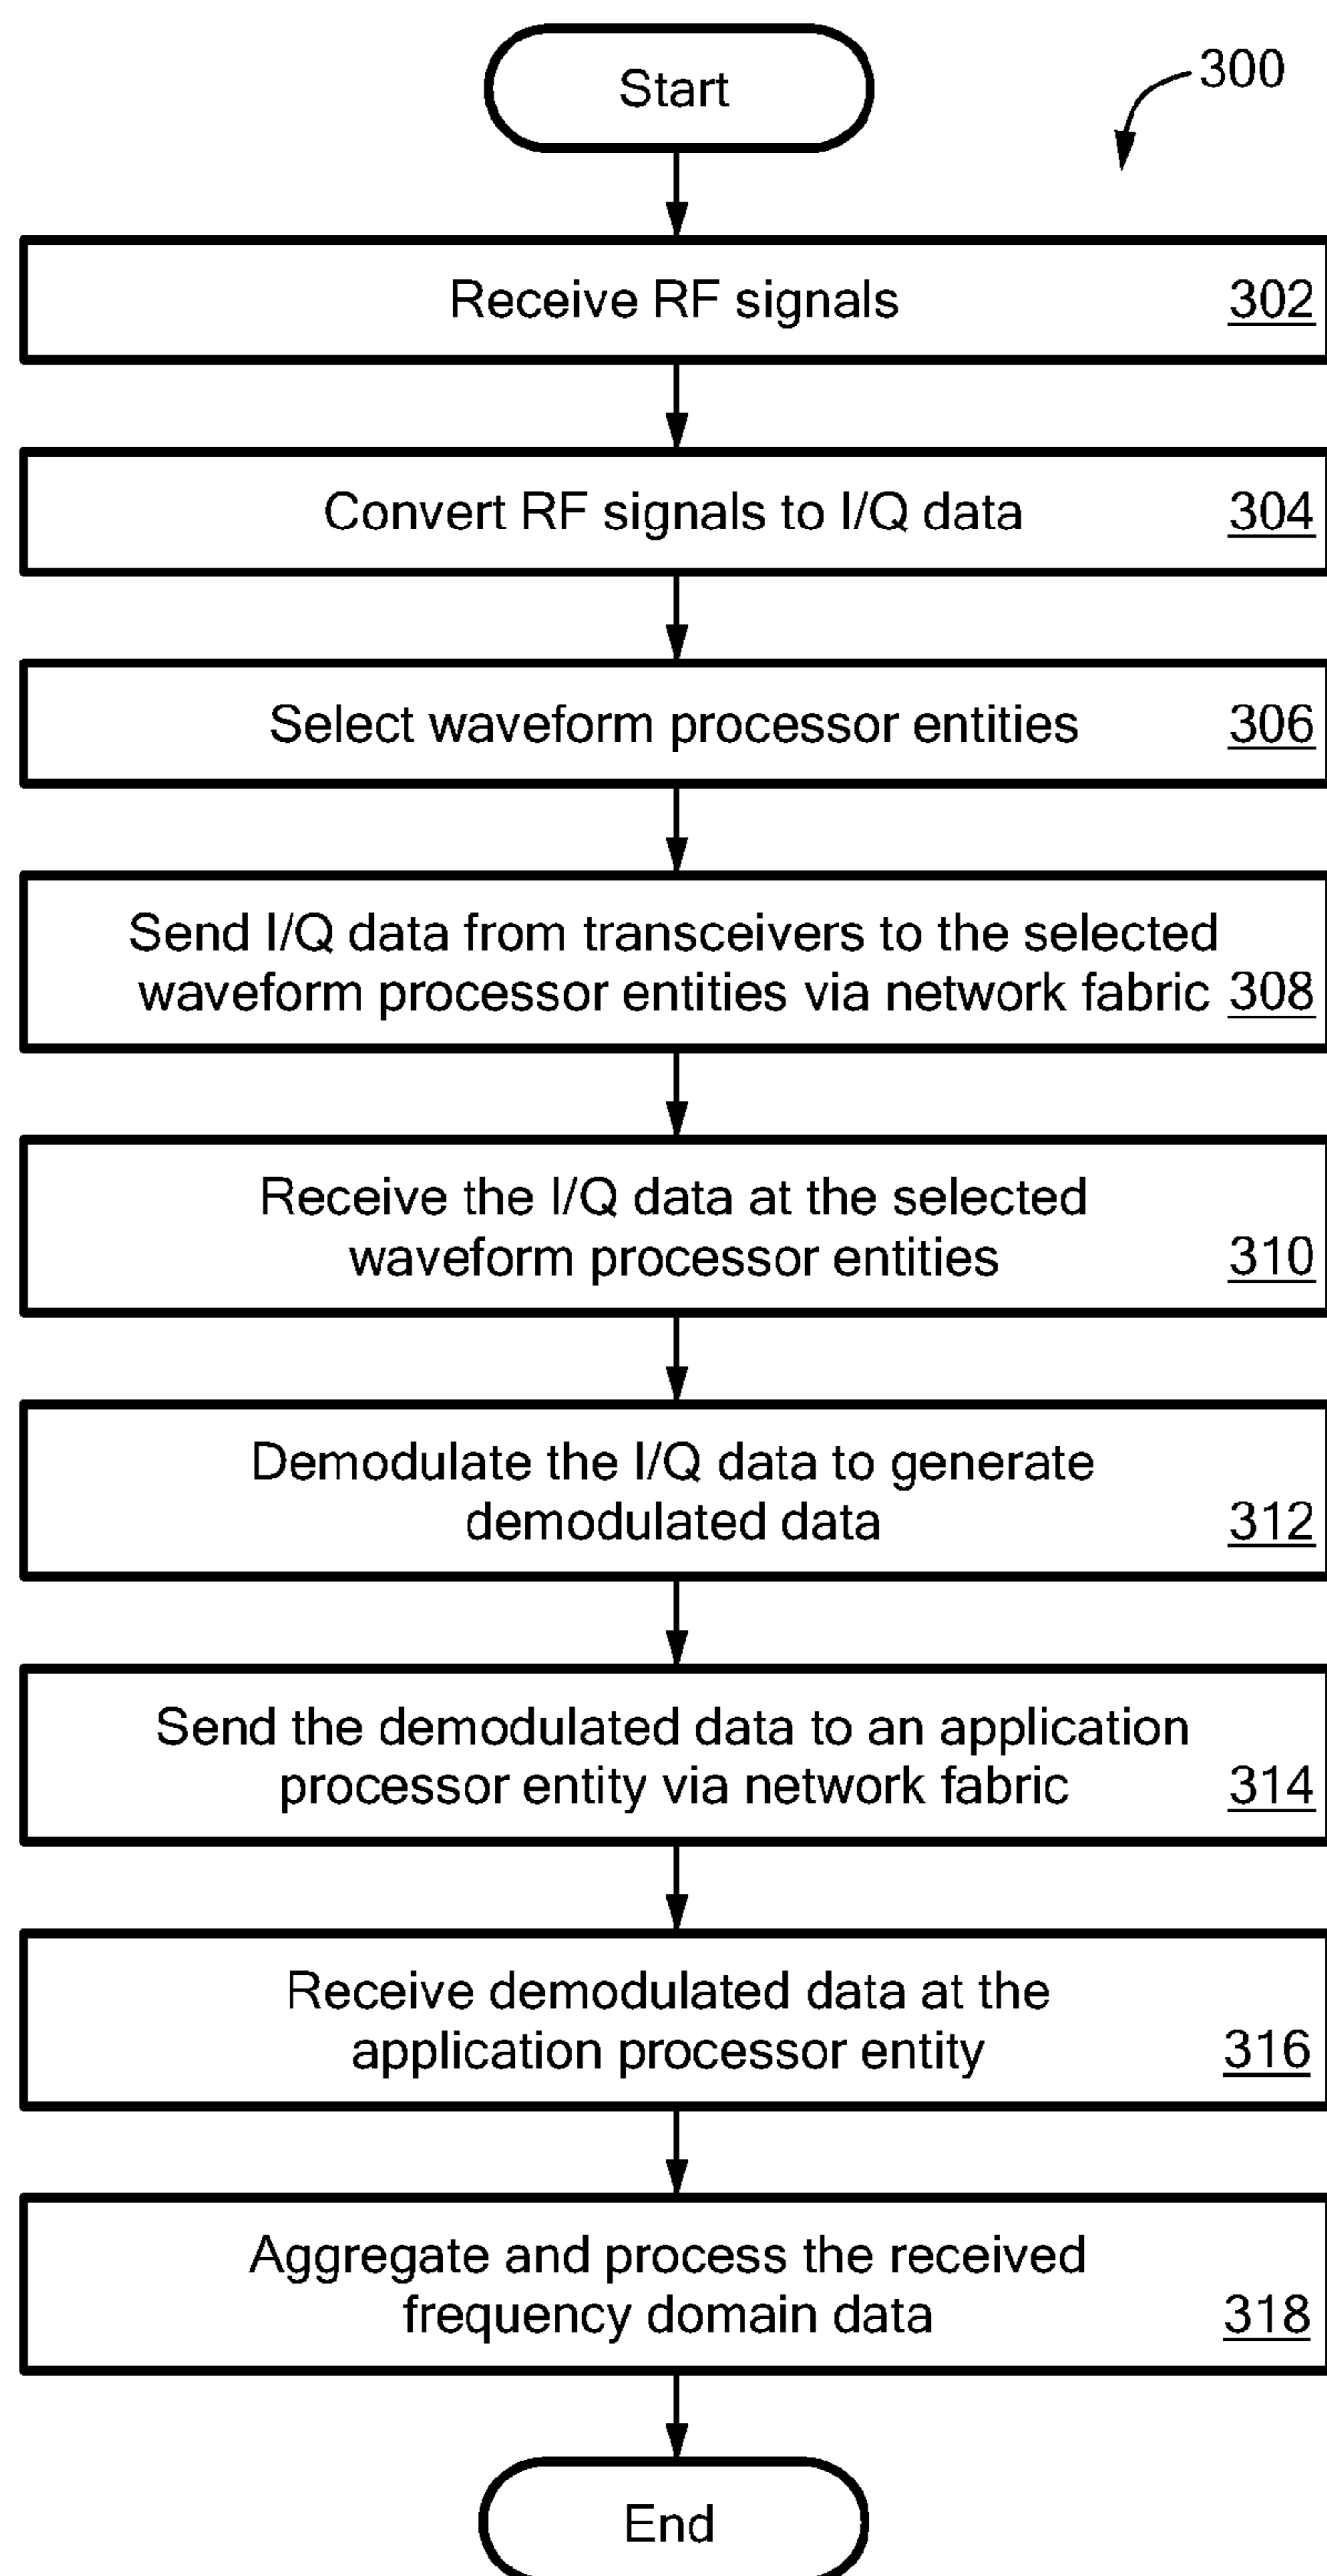 Start
300
Receive RF signals 302
Convert RF signals to I/Q data 304
Select waveform processor entities 306
Send I/Q data from transceivers to the selected
waveform processor entities via network fabric 308
Receive the I/Q data at the selected
waveform processor entities 310
Demodulate the I/Q data to generate
demodulated data 312
Send the demodulated data to an application
processor entity via network fabric 314
Receive demodulated data at the
application processor entity 316
Aggregate and process the received
frequency domain data 318
End